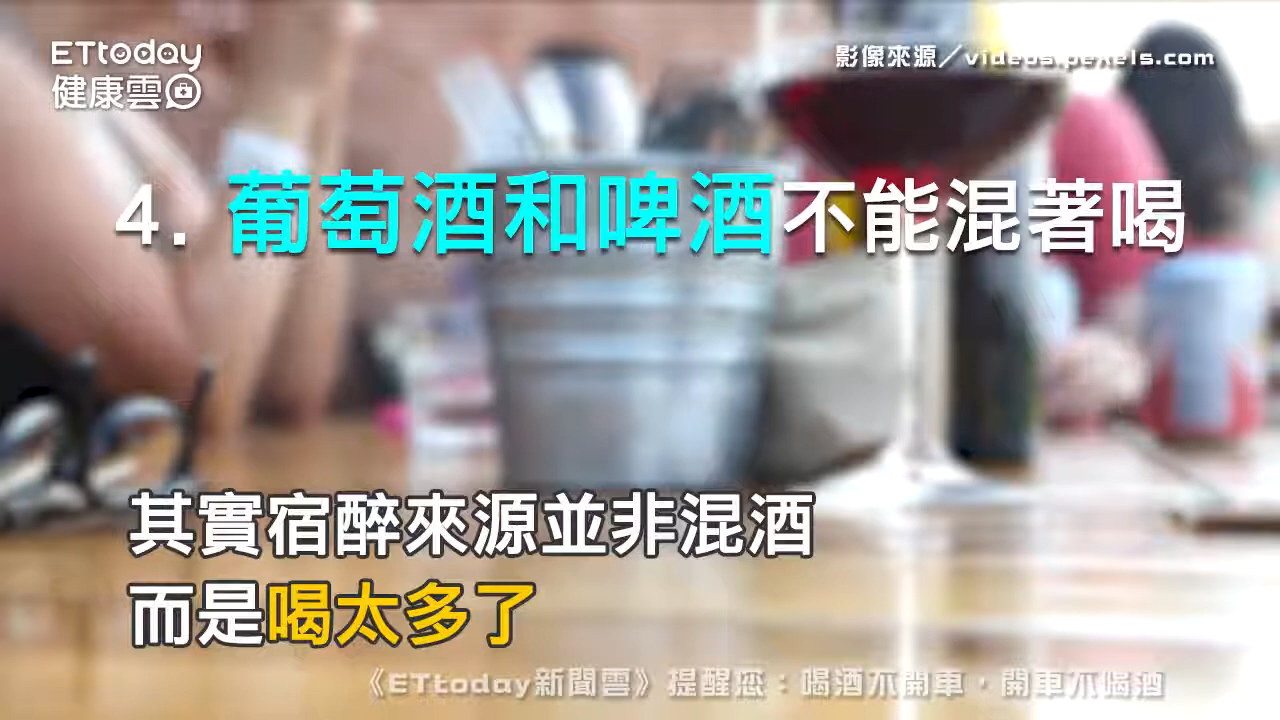 ETtoday
健康雲
影像來源／videos.pexels.com
4. 葡萄酒和啤酒不能混著喝
其實宿醉來源並非混酒
而是喝太多了
《ETtoday新聞雲》提醒您：喝酒不開車，開車不喝酒